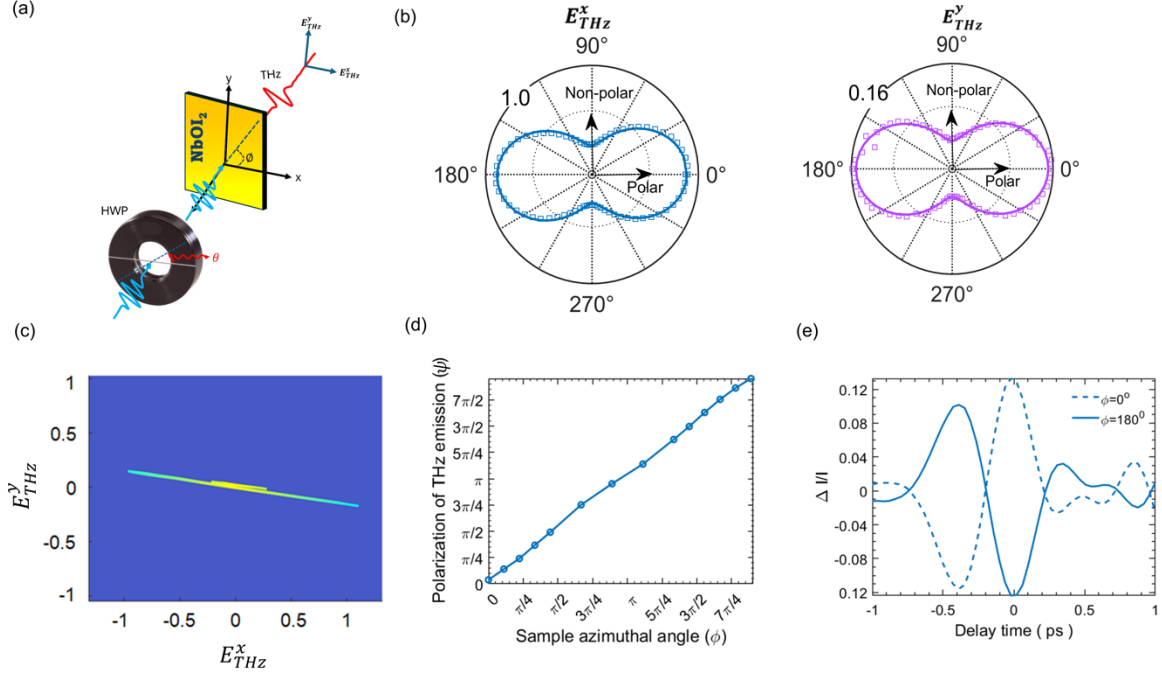 (a)
E^y_THz
THz
E^x_THz
y
NbOI₂
Ø
x
HWP
θ
(b)
E^x_THz
90°
1.0
Non-polar
180°
0°
Polar
270°
E^y_THz
90°
0.16
Non-polar
180°
0°
Polar
270°
(c)
1
0.5
0
-0.5
-1
E^y_THz
-1
-0.5
0
0.5
1
E^x_THz
(d)
Polarization of THz emission (ψ)
7π/2
3π/2
5π/4
π
3π/4
π/2
π/4
0
0
π/4
π/2
3π/4
π
5π/4
3π/2
7π/4
Sample azimuthal angle (ϕ)
(e)
0.12
0.08
0.04
0
-0.04
-0.08
0.12
Δ I/I
ϕ=0°
ϕ=180⁰
-1
-0.5
0
0.5
1
Delay time ( ps )